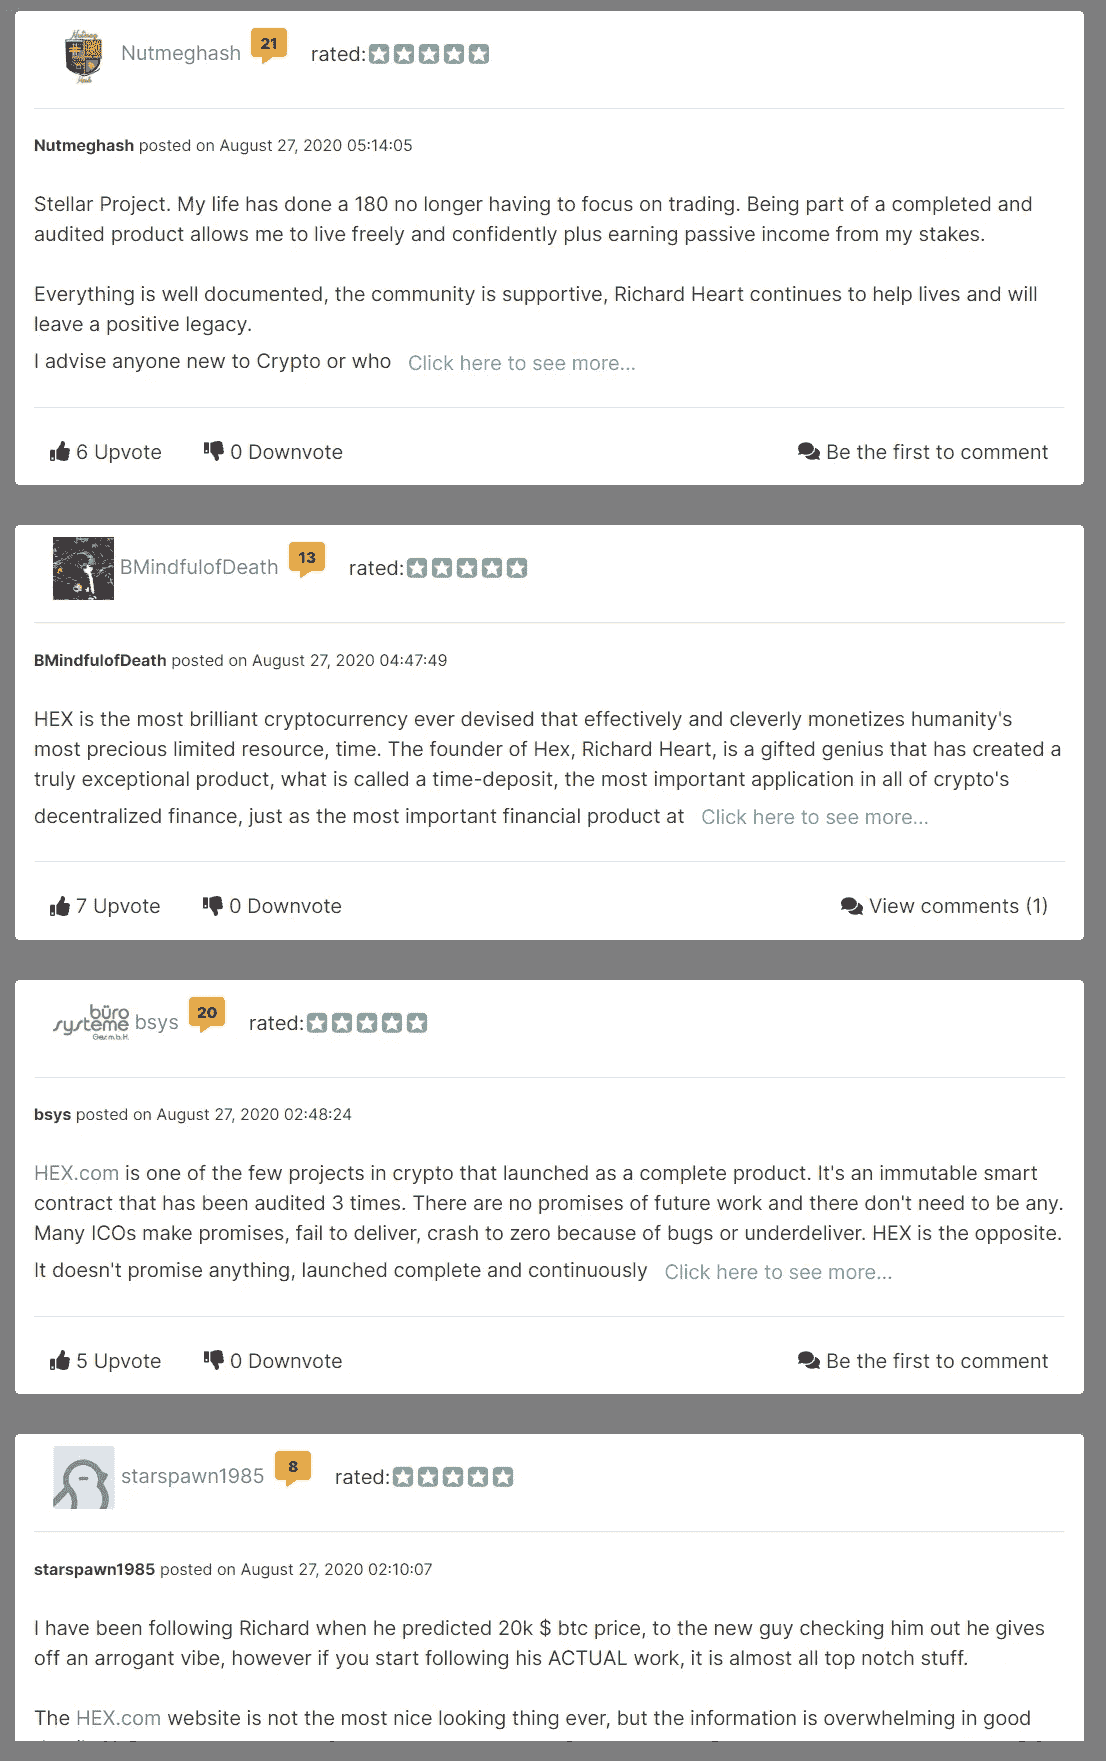 Nutmeg
Hash
Nutmeghash 21 rated:
Nutmeghash posted on August 27, 2020 05:14:05
Stellar Project. My life has done a 180 no longer having to focus on trading. Being part of a completed and
audited product allows me to live freely and confidently plus earning passive income from my stakes.
Everything is well documented, the community is supportive, Richard Heart continues to help lives and will
leave a positive legacy.
I advise anyone new to Crypto or who Click here to see more...
6 Upvote 0 Downvote Be the first to comment
BMindfulofDeath 13 rated:
BMindfulofDeath posted on August 27, 2020 04:47:49
HEX is the most brilliant cryptocurrency ever devised that effectively and cleverly monetizes humanity's
most precious limited resource, time. The founder of Hex, Richard Heart, is a gifted genius that has created a
truly exceptional product, what is called a time-deposit, the most important application in all of crypto's
decentralized finance, just as the most important financial product at Click here to see more...
7 Upvote 0 Downvote View comments (1)
büro
systeme
Ges.m.b.H.
bsys 20 rated:
bsys posted on August 27, 2020 02:48:24
HEX.com is one of the few projects in crypto that launched as a complete product. It's an immutable smart
contract that has been audited 3 times. There are no promises of future work and there don't need to be any.
Many ICOs make promises, fail to deliver, crash to zero because of bugs or underdeliver. HEX is the opposite.
It doesn't promise anything, launched complete and continuously Click here to see more...
5 Upvote 0 Downvote Be the first to comment
starspawn1985 8 rated:
starspawn1985 posted on August 27, 2020 02:10:07
I have been following Richard when he predicted 20k $ btc price, to the new guy checking him out he gives
off an arrogant vibe, however if you start following his ACTUAL work, it is almost all top notch stuff.
The HEX.com website is not the most nice looking thing ever, but the information is overwhelming in good